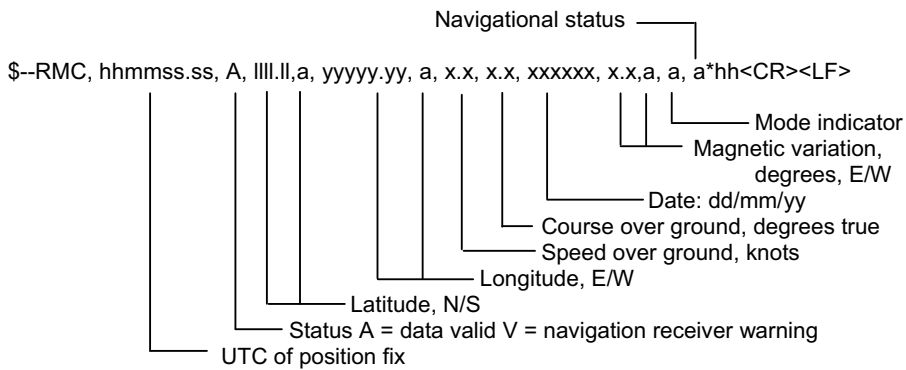 Navigational status
$--RMC, hhmmss.ss, A, llll.ll,a, yyyyy.yy, a, x.x, x.x, xxxxxx, x.x,a, a, a*hh<CR><LF>
Mode indicator
Magnetic variation,
degrees, E/W
Date: dd/mm/yy
Course over ground, degrees true
Speed over ground, knots
Longitude, E/W
Latitude, N/S
Status A = data valid V = navigation receiver warning
UTC of position fix